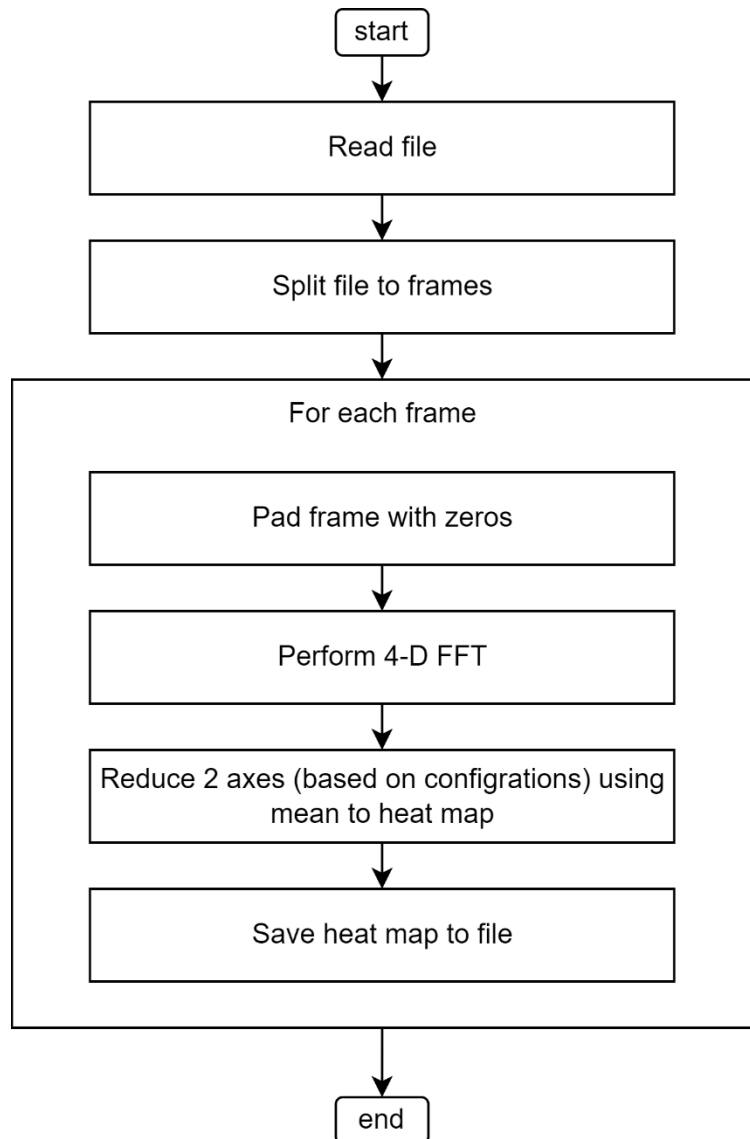 start
Read file
Split file to frames
For each frame
Pad frame with zeros
Perform 4-D FFT
Reduce 2 axes (based on configrations) using
mean to heat map
Save heat map to file
end